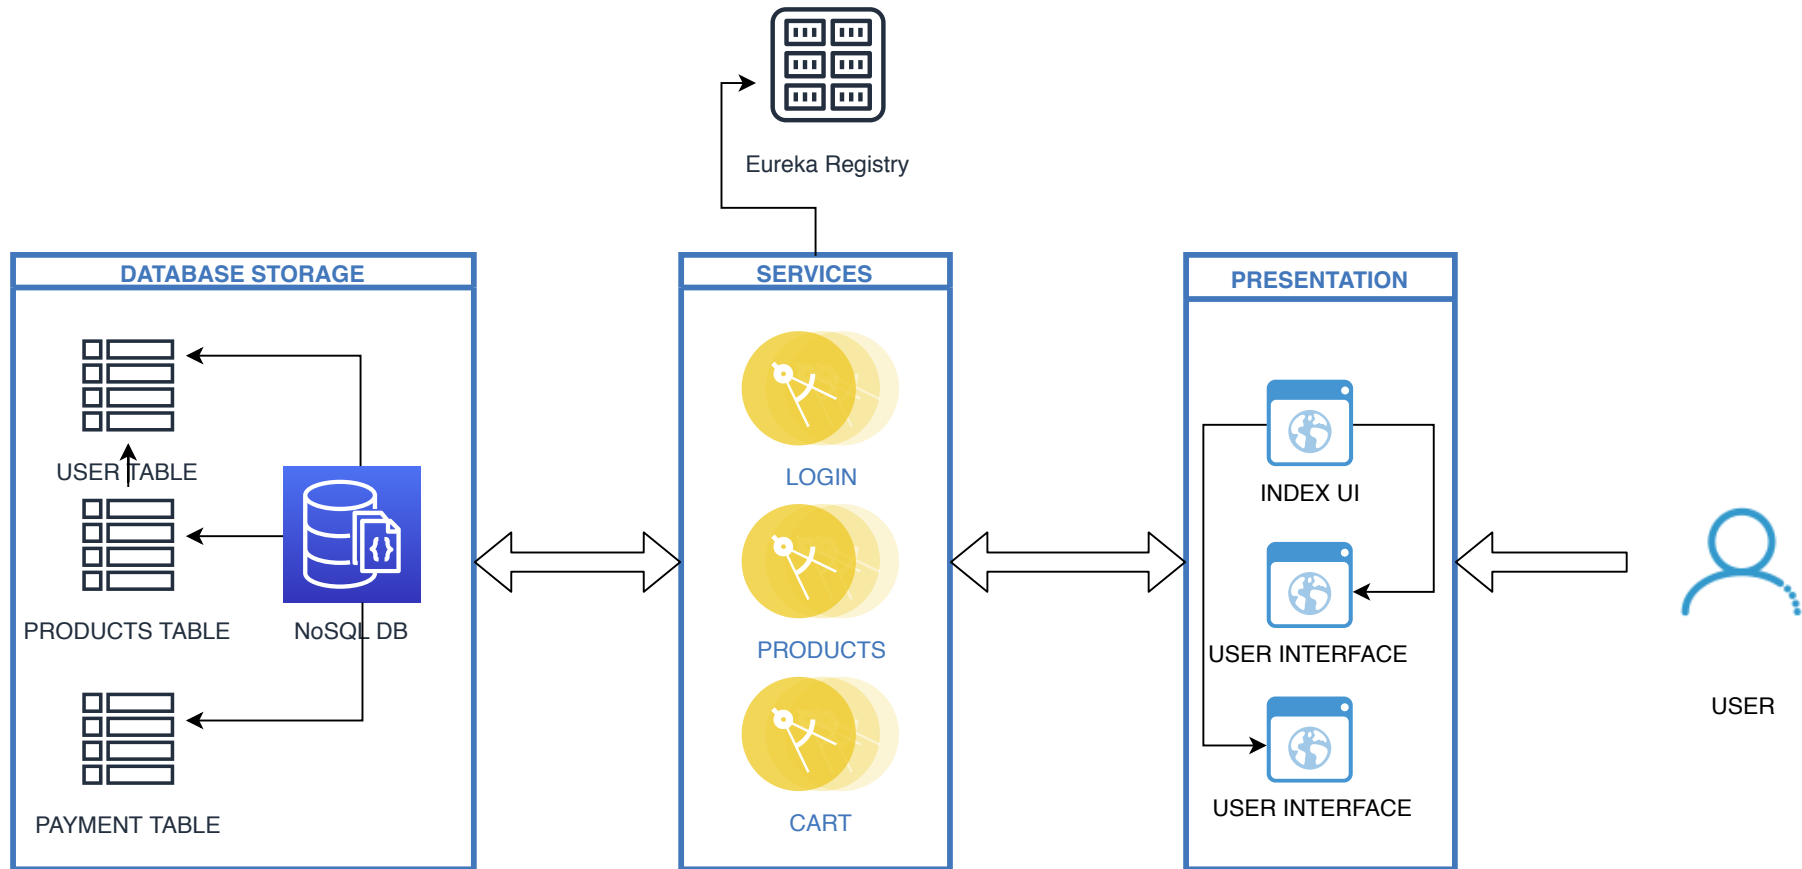 Eureka Registry
DATABASE STORAGE
USER TABLE
PRODUCTS TABLE
NoSQL DB
PAYMENT TABLE
SERVICES
LOGIN
PRODUCTS
CART
PRESENTATION
INDEX UI
USER INTERFACE
USER INTERFACE
USER